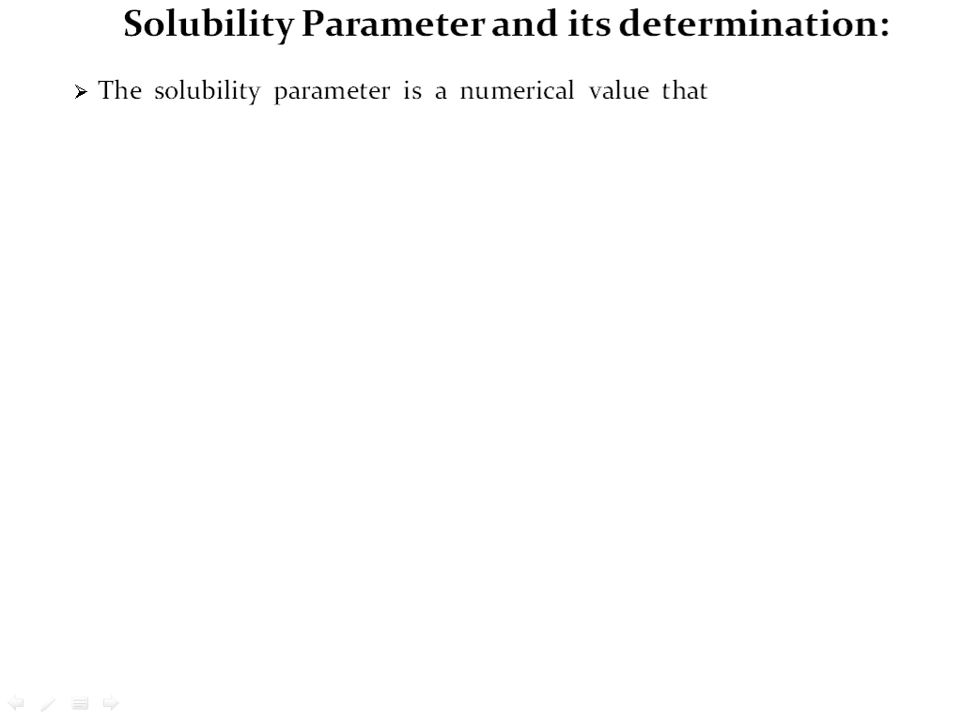 Solubility Parameter and its determination:
The solubility parameter is a numerical value that